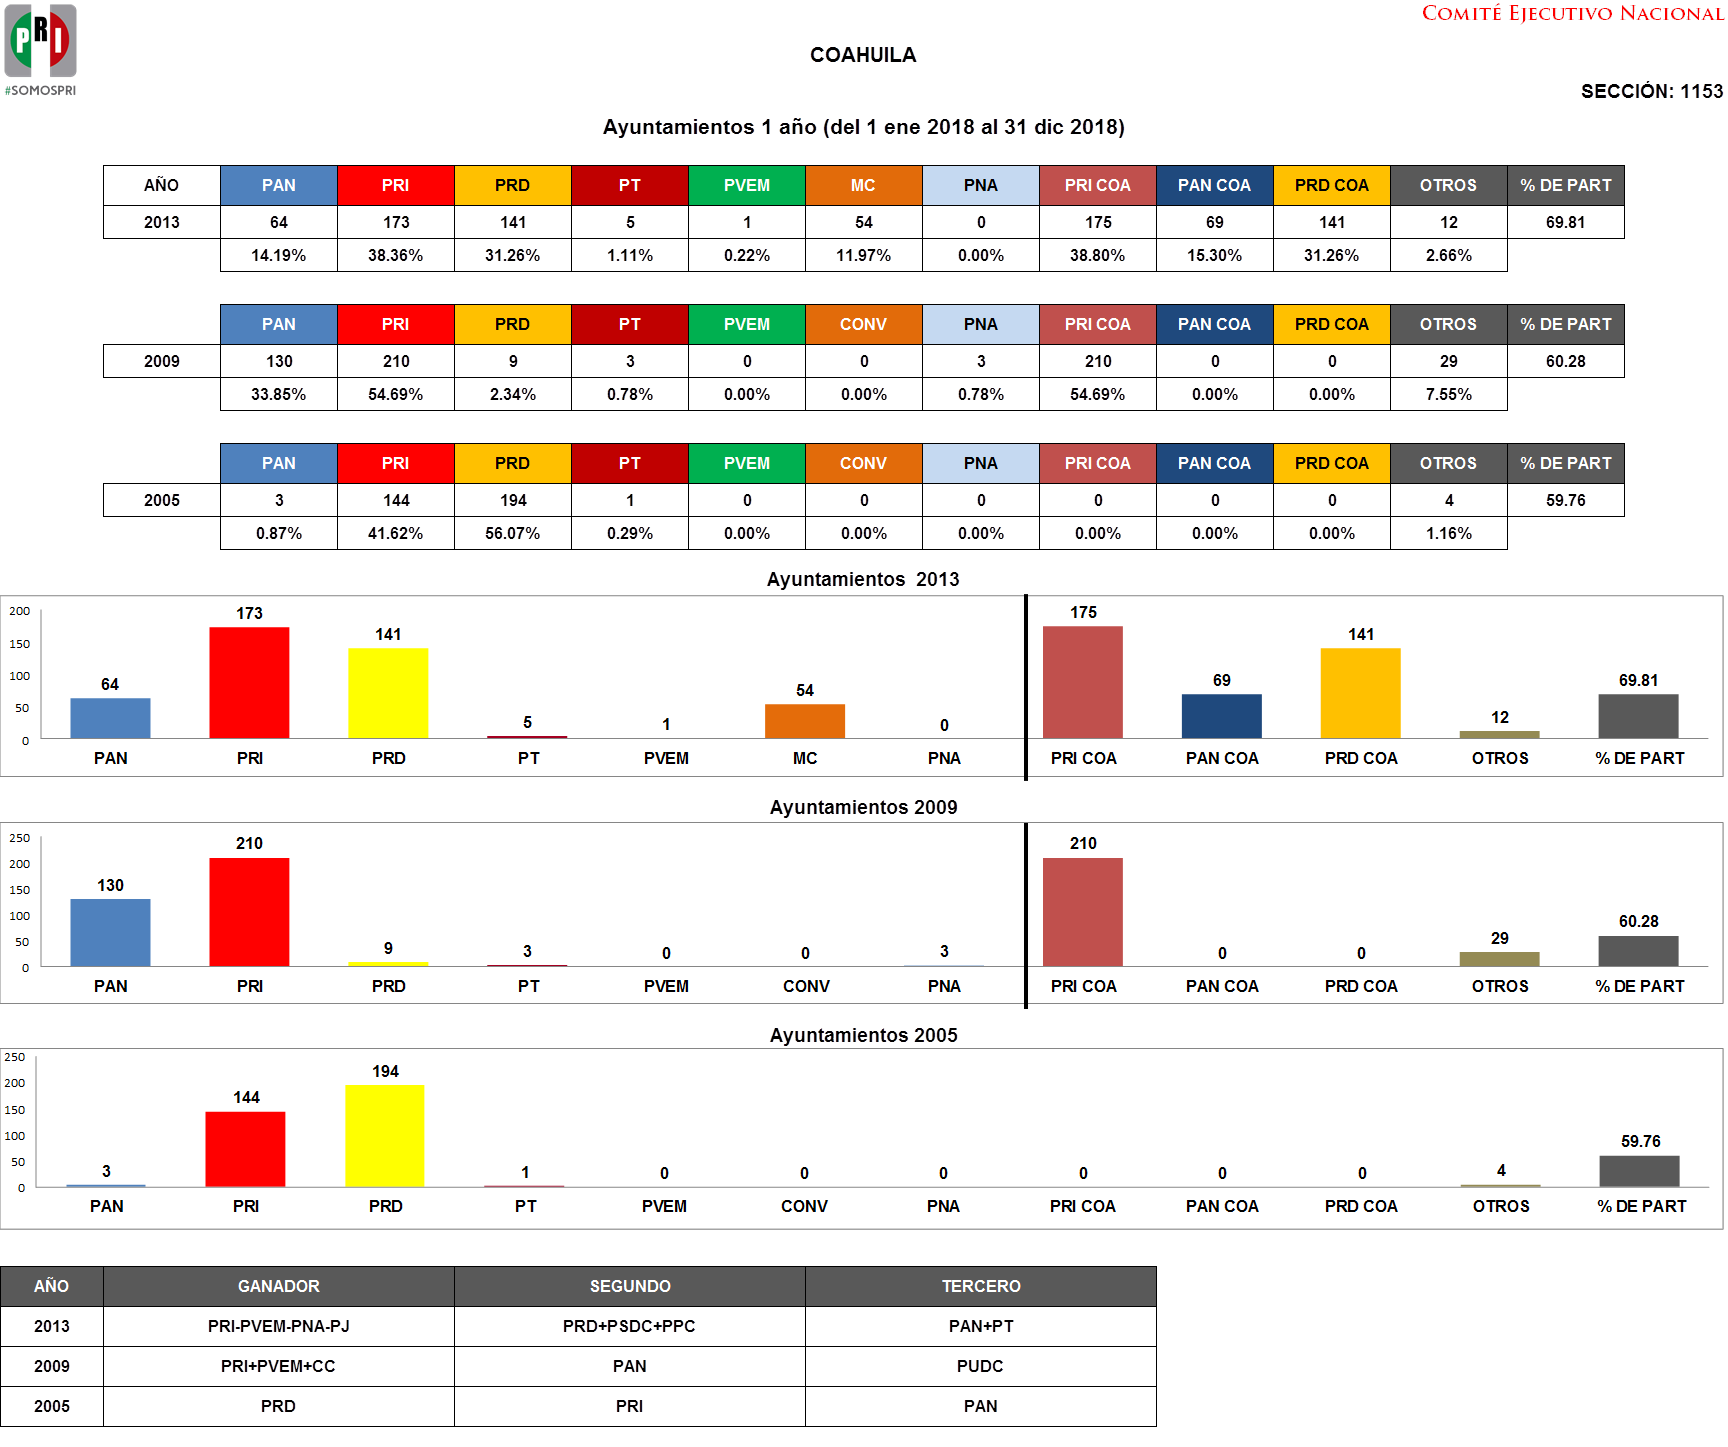 PRI
#SOMOSPRI
COMITÉ EJECUTIVO NACIONAL
COAHUILA
SECCIÓN: 1153
Ayuntamientos 1 año (del 1 ene 2018 al 31 dic 2018)
AÑO PAN PRI PRD PT PVEM MC PNA PRI COA PAN COA PRD COA OTROS % DE PART
2013 64 173 141 5 1 54 0 175 69 141 12 69.81
14.19% 38.36% 31.26% 1.11% 0.22% 11.97% 0.00% 38.80% 15.30% 31.26% 2.66%
PAN PRI PRD PT PVEM CONV PNA PRI COA PAN COA PRD COA OTROS % DE PART
2009 130 210 9 3 0 0 3 210 0 0 29 60.28
33.85% 54.69% 2.34% 0.78% 0.00% 0.00% 0.78% 54.69% 0.00% 0.00% 7.55%
PAN PRI PRD PT PVEM CONV PNA PRI COA PAN COA PRD COA OTROS % DE PART
2005 3 144 194 1 0 0 0 0 0 0 4 59.76
0.87% 41.62% 56.07% 0.29% 0.00% 0.00% 0.00% 0.00% 0.00% 0.00% 1.16%
Ayuntamientos 2013
200
150
100
50
0
64 173 141 5 1 54 0 175 69 141 12 69.81
PAN PRI PRD PT PVEM MC PNA PRI COA PAN COA PRD COA OTROS % DE PART
Ayuntamientos 2009
250
200
150
100
50
0
130 210 9 3 0 0 3 210 0 0 29 60.28
PAN PRI PRD PT PVEM CONV PNA PRI COA PAN COA PRD COA OTROS % DE PART
Ayuntamientos 2005
250
200
150
100
50
0
3 144 194 1 0 0 0 0 0 0 4 59.76
PAN PRI PRD PT PVEM CONV PNA PRI COA PAN COA PRD COA OTROS % DE PART
AÑO GANADOR SEGUNDO TERCERO
2013 PRI-PVEM-PNA-PJ PRD+PSDC+PPC PAN+PT
2009 PRI+PVEM+CC PAN PUDC
2005 PRD PRI PAN